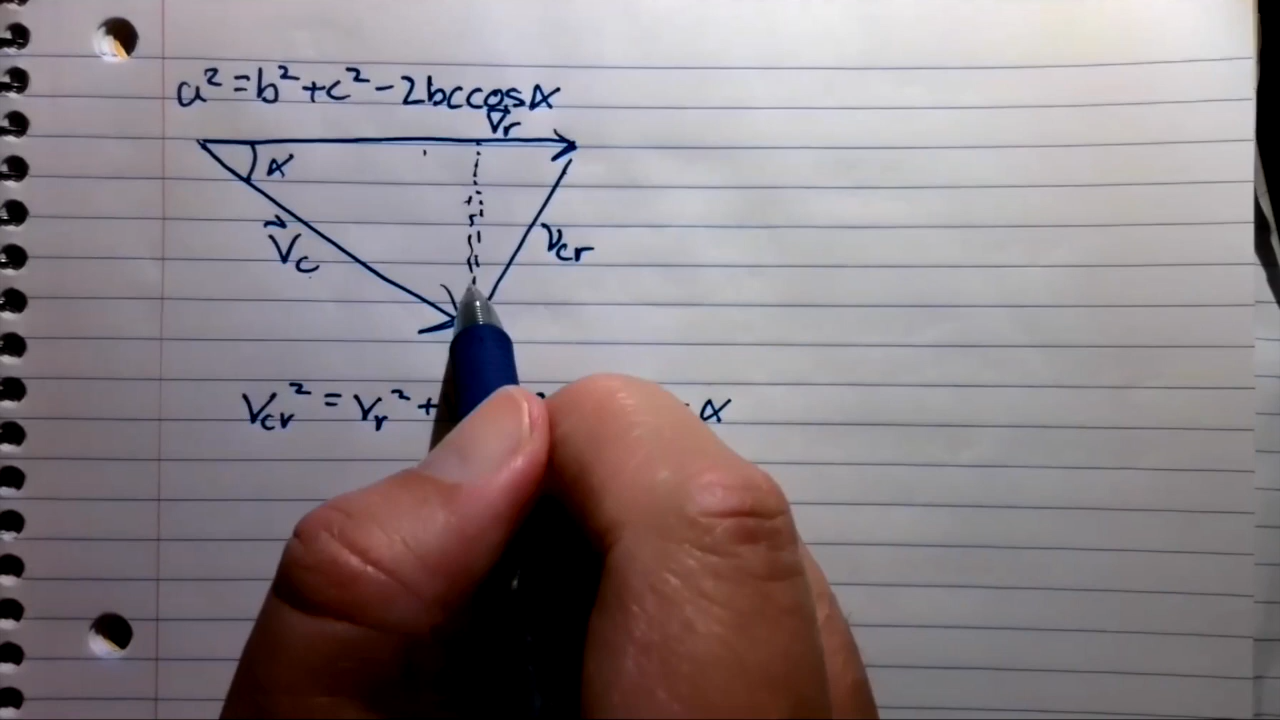 a² = b² + c² - 2bccosα
V⃗r
α
V⃗c
Vcr
Vcr² = Vr² + α